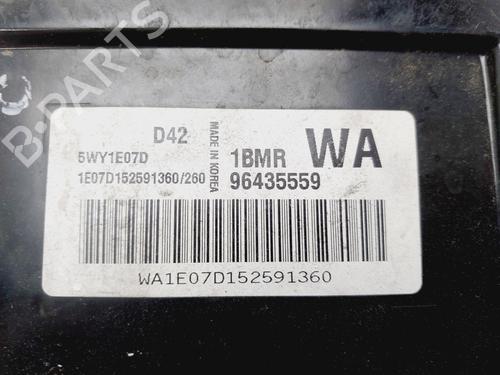 B-PARTS
D42
5WY1E07D
1E07D152591360/260
MADE IN KOREA
1BMR WA
96435559
WA1E07D152591360